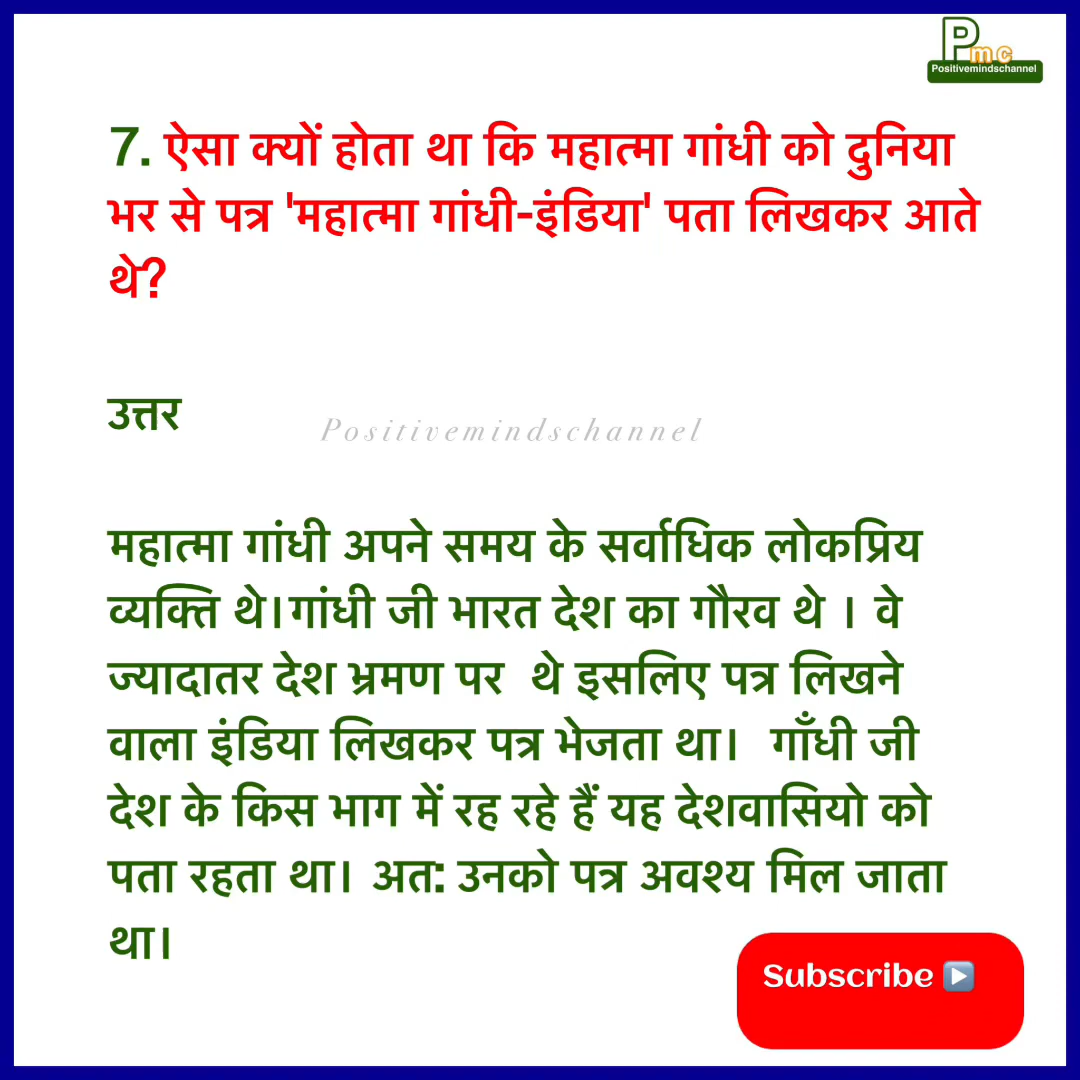 Pmc
Positivemindschannel
7. ऐसा क्यों होता था कि महात्मा गांधी को दुनिया
भर से पत्र 'महात्मा गांधी-इंडिया' पता लिखकर आते
थे?
उत्तर
Positivemindschannel
महात्मा गांधी अपने समय के सर्वाधिक लोकप्रिय
व्यक्ति थे।गांधी जी भारत देश का गौरव थे । वे
ज्यादातर देश भ्रमण पर  थे इसलिए पत्र लिखने
वाला इंडिया लिखकर पत्र भेजता था।  गाँधी जी
देश के किस भाग में रह रहे हैं यह देशवासियो को
पता रहता था। अत: उनको पत्र अवश्य मिल जाता
था।
Subscribe